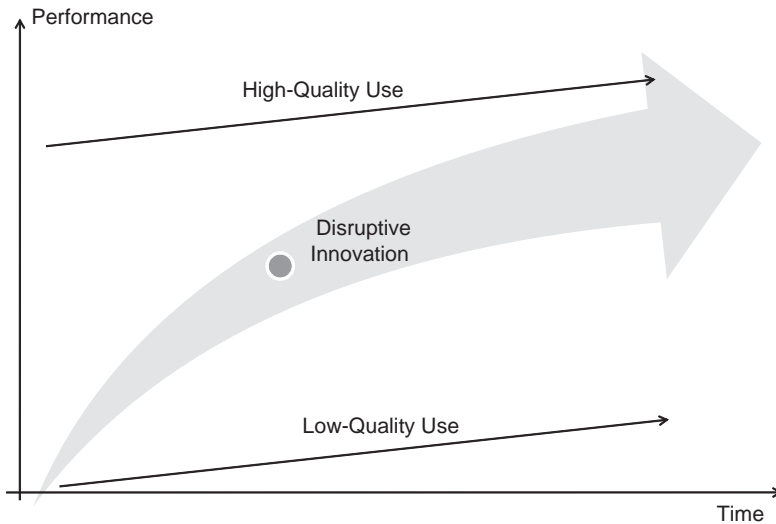 Performance
High-Quality Use
Disruptive
Innovation
Low-Quality Use
Time